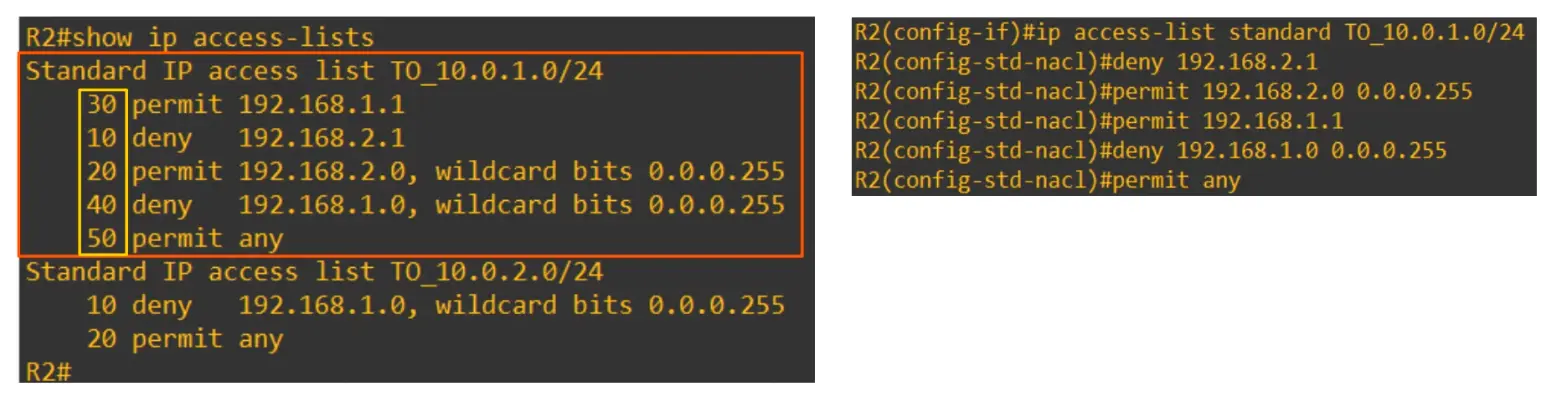 R2#show ip access-lists
Standard IP access list TO_10.0.1.0/24
    30 permit 192.168.1.1
    10 deny   192.168.2.1
    20 permit 192.168.2.0, wildcard bits 0.0.0.255
    40 deny   192.168.1.0, wildcard bits 0.0.0.255
    50 permit any
Standard IP access list TO_10.0.2.0/24
    10 deny   192.168.1.0, wildcard bits 0.0.0.255
    20 permit any
R2#
R2(config-if)#ip access-list standard TO_10.0.1.0/24
R2(config-std-nacl)#deny 192.168.2.1
R2(config-std-nacl)#permit 192.168.2.0 0.0.0.255
R2(config-std-nacl)#permit 192.168.1.1
R2(config-std-nacl)#deny 192.168.1.0 0.0.0.255
R2(config-std-nacl)#permit any